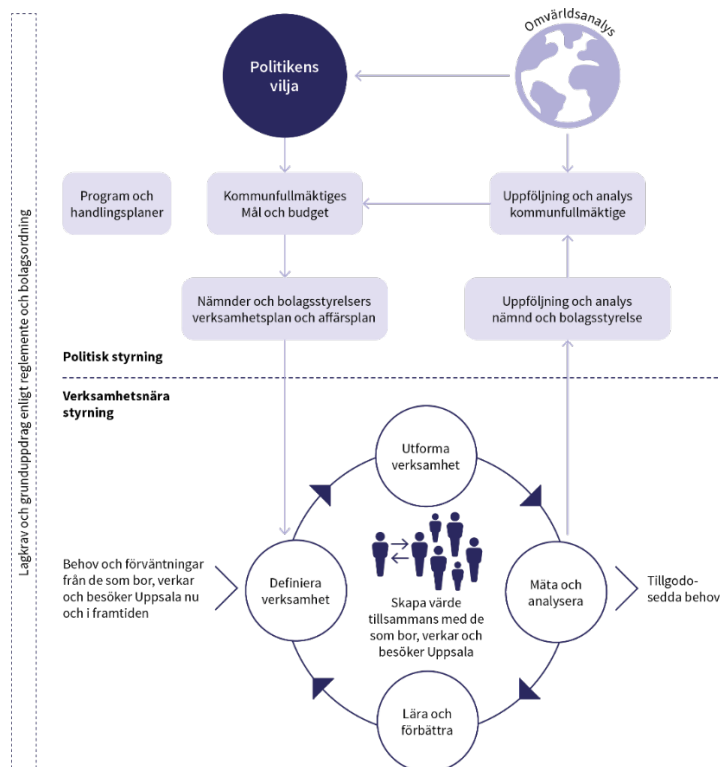 Lagkrav och grunduppdrag enligt reglemente och bolagsordning
Omvärldsanalys
Politikens
vilja
Program och
handlingsplaner
Kommunfullmäktiges
Mål och budget
Uppföljning och analys
kommunfullmäktige
Nämnder och bolagsstyrelsers
verksamhetsplan och affärsplan
Uppföljning och analys
nämnd och bolagsstyrelse
Politisk styrning
Verksamhetsnära
styrning
Utforma
verksamhet
Behov och förväntningar
från de som bor, verkar
och besöker Uppsala nu
och i framtiden
Definiera
verksamhet
Skapa värde
tillsammans med de
som bor, verkar och
besöker Uppsala
Mäta och
analysera
Tillgodo-
sedda behov
Lära och
förbättra